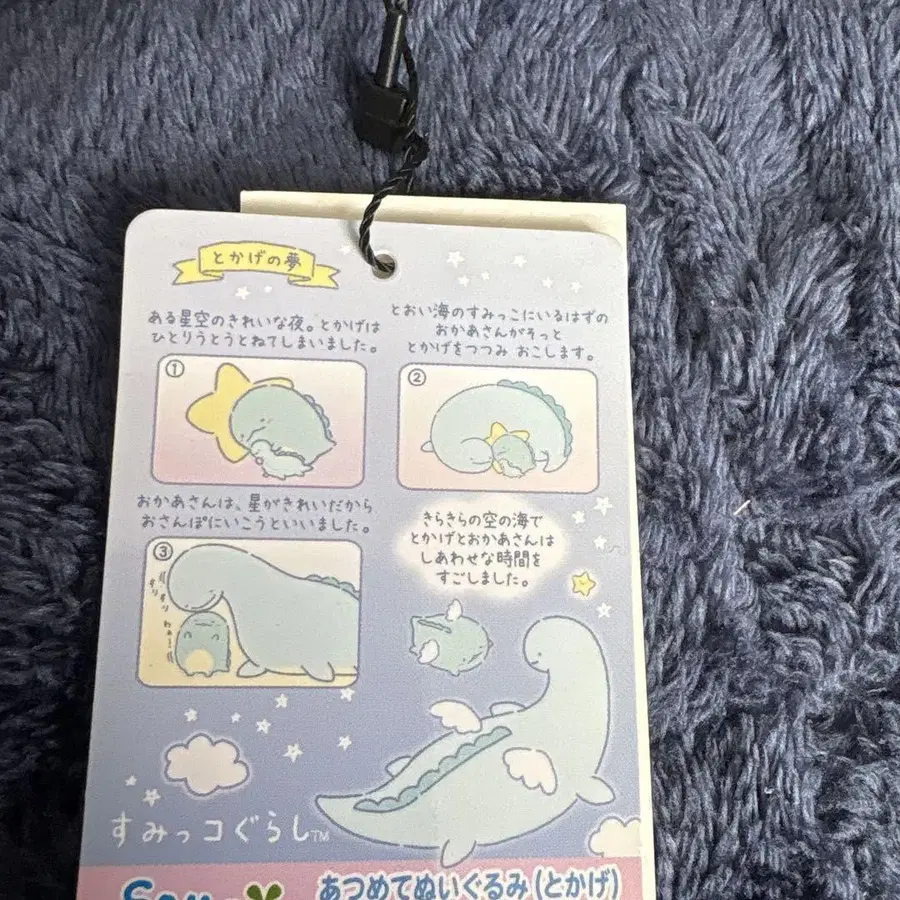 とかげの夢
ある星空のきれいな夜。とかげは
ひとりうとうとねてしまいました。
①
とおい海のすみっこにいるはずの
おかあさんがそっと
とかげをつつみ おこします。
②
おかあさんは、星がきれいだから
おさんぽにいこうといいました。
③
すりすり
わぁー
きらきらの空の海で
とかげとおかあさんは
しあわせな時間を
すごしました。
すみっコぐらし™
あつめてぬいぐるみ(とかげ)